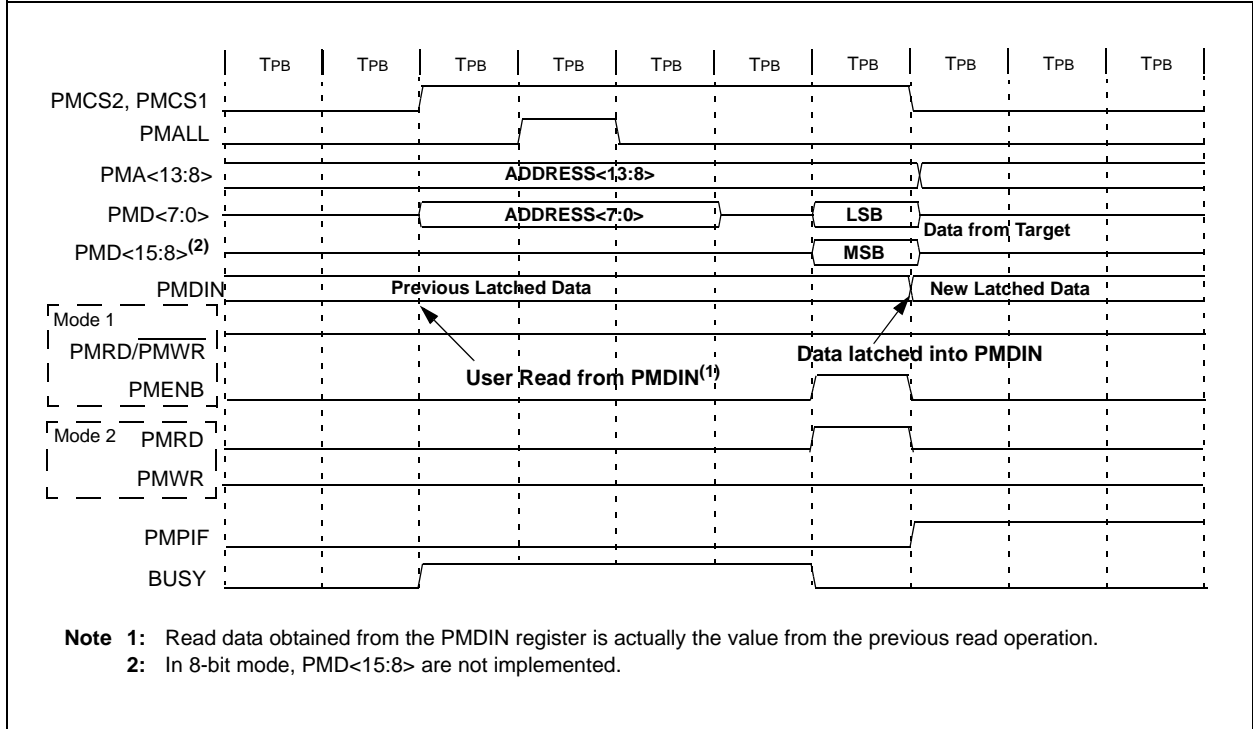 TPB TPB TPB TPB TPB TPB TPB TPB TPB TPB
PMCS2, PMCS1
PMALL
PMA<13:8> ADDRESS<13:8>
PMD<7:0> ADDRESS<7:0> LSB
Data from Target
PMD<15:8>(2) MSB
PMDIN Previous Latched Data New Latched Data
Mode 1
PMRD/PMWR Data latched into PMDIN
User Read from PMDIN(1)
PMENB
Mode 2 PMRD
PMWR
PMPIF
BUSY
Note 1: Read data obtained from the PMDIN register is actually the value from the previous read operation.
2: In 8-bit mode, PMD<15:8> are not implemented.